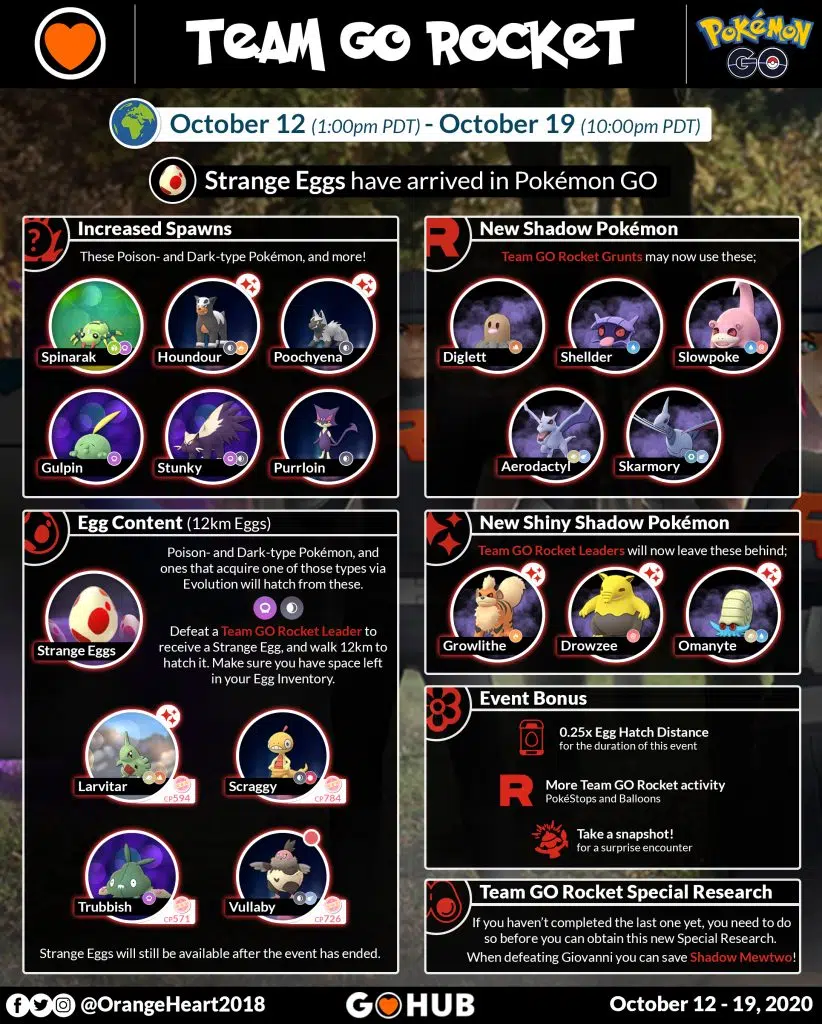 TEAM GO ROCKET
POKÉMON
GO
October 12 (1:00pm PDT) - October 19 (10:00pm PDT)
Strange Eggs have arrived in Pokémon GO
Increased Spawns
These Poison- and Dark-type Pokémon, and more!
Spinarak
Houndour
Poochyena
Gulpin
Stunky
Purrloin
New Shadow Pokémon
Team GO Rocket Grunts may now use these;
Diglett
Shellder
Slowpoke
Aerodactyl
Skarmory
Egg Content (12km Eggs)
Poison- and Dark-type Pokémon, and
ones that acquire one of those types via
Evolution will hatch from these.
Strange Eggs
Defeat a Team GO Rocket Leader to
receive a Strange Egg, and walk 12km to
hatch it. Make sure you have space left
in your Egg Inventory.
Larvitar
CP594
Scraggy
CP784
Trubbish
CP571
Vullaby
CP726
Strange Eggs will still be available after the event has ended.
New Shiny Shadow Pokémon
Team GO Rocket Leaders will now leave these behind;
Growlithe
Drowzee
Omanyte
Event Bonus
0.25x Egg Hatch Distance
for the duration of this event
R
More Team GO Rocket activity
PokéStops and Balloons
Take a snapshot!
for a surprise encounter
Team GO Rocket Special Research
If you haven't completed the last one yet, you need to do
so before you can obtain this new Special Research.
When defeating Giovanni you can save Shadow Mewtwo!
@OrangeHeart2018
GO HUB
October 12 - 19, 2020